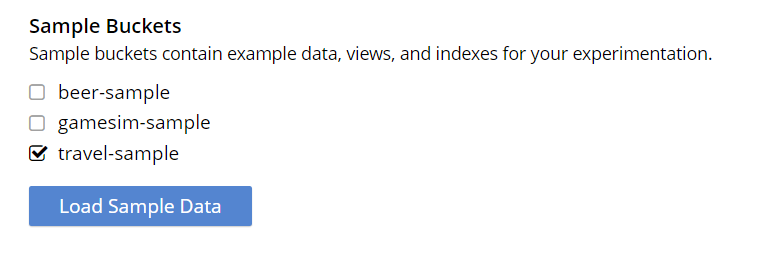 Sample Buckets
Sample buckets contain example data, views, and indexes for your experimentation.
beer-sample
gamesim-sample
travel-sample
Load Sample Data